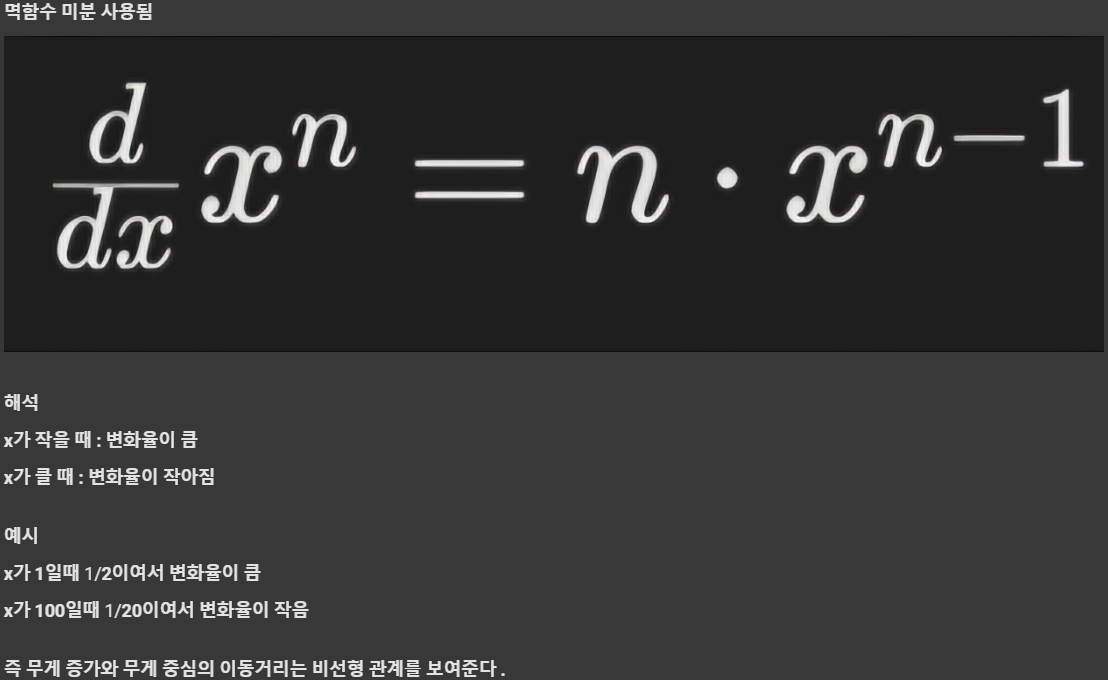 멱함수 미분 사용됨
d/dx x^n = n · x^{n-1}
해석
x가 작을 때 : 변화율이 큼
x가 클 때 : 변화율이 작아짐
예시
x가 1일때 1/2이여서 변화율이 큼
x가 100일때 1/20이여서 변화율이 작음
즉 무게 증가와 무게 중심의 이동거리는 비선형 관계를 보여준다 .